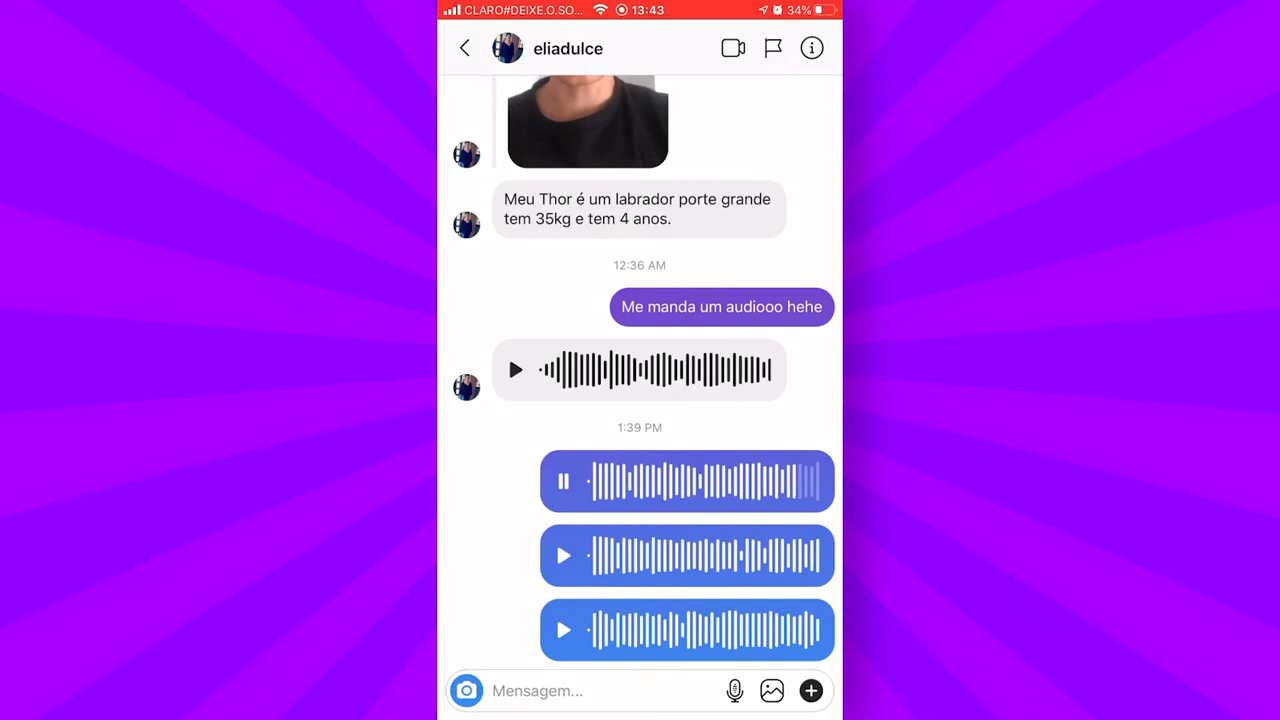 CLARO#DEIXE.O.SO... 13:43 34%
eliadulce
Meu Thor é um labrador porte grande
tem 35kg e tem 4 anos.
12:36 AM
Me manda um audiooo hehe
1:39 PM
Mensagem...